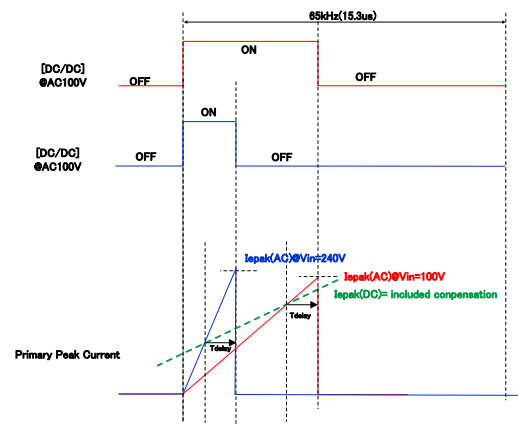 65kHz(15.3us)
ON
[DC/DC]
@AC100V
OFF
OFF
ON
[DC/DC]
@AC100V
OFF
OFF
Iepak(AC)@Vin=240V
Iepak(AC)@Vin=100V
Iepak(DC)= included conpensation
Tdelay
Tdelay
Primary Peak Current